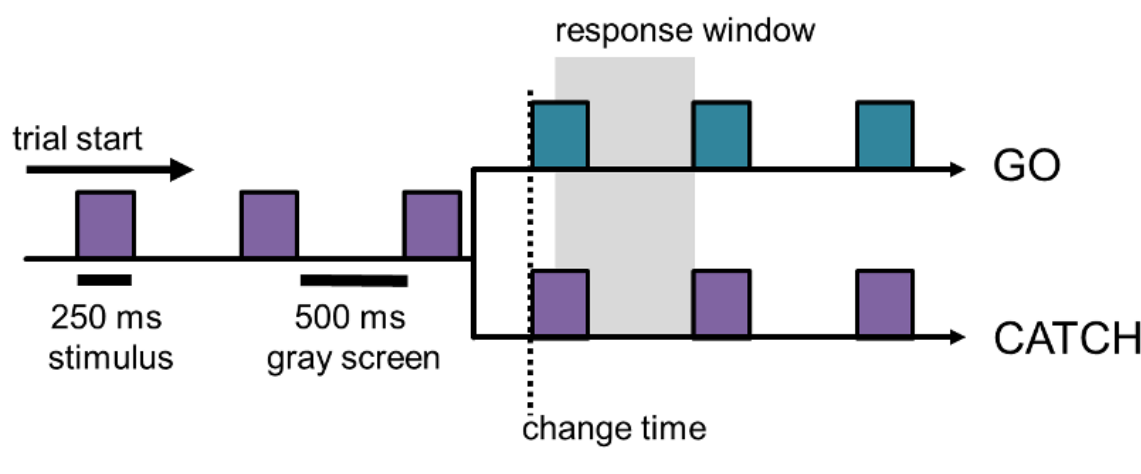 response window
trial start
GO
250 ms
stimulus
500 ms
gray screen
CATCH
change time